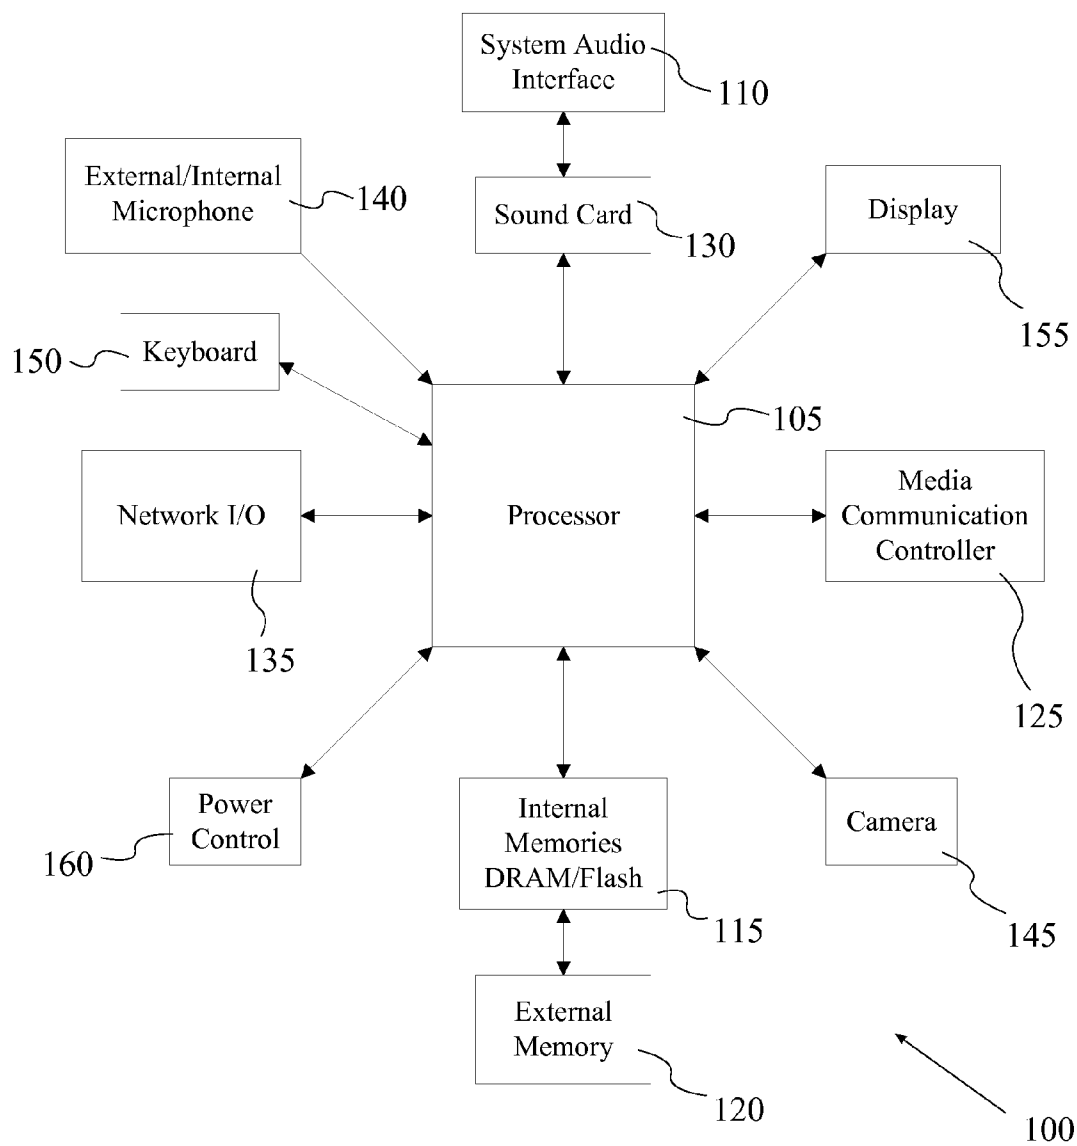 System Audio
Interface
110
External/Internal
Microphone
140
Sound Card
130
Display
155
150
Keyboard
105
Network I/O
135
Processor
Media
Communication
Controller
125
Power
Control
160
Internal
Memories
DRAM/Flash
115
Camera
145
External
Memory
120
100